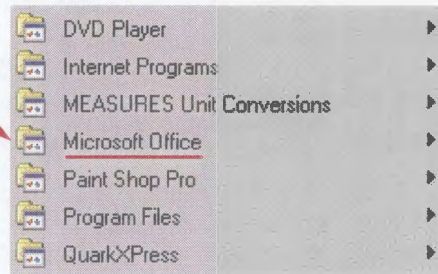 DVD Player
Internet Programs
MEASURES Unit Conversions
Microsoft Office
Paint Shop Pro
Program Files
QuarkXPress